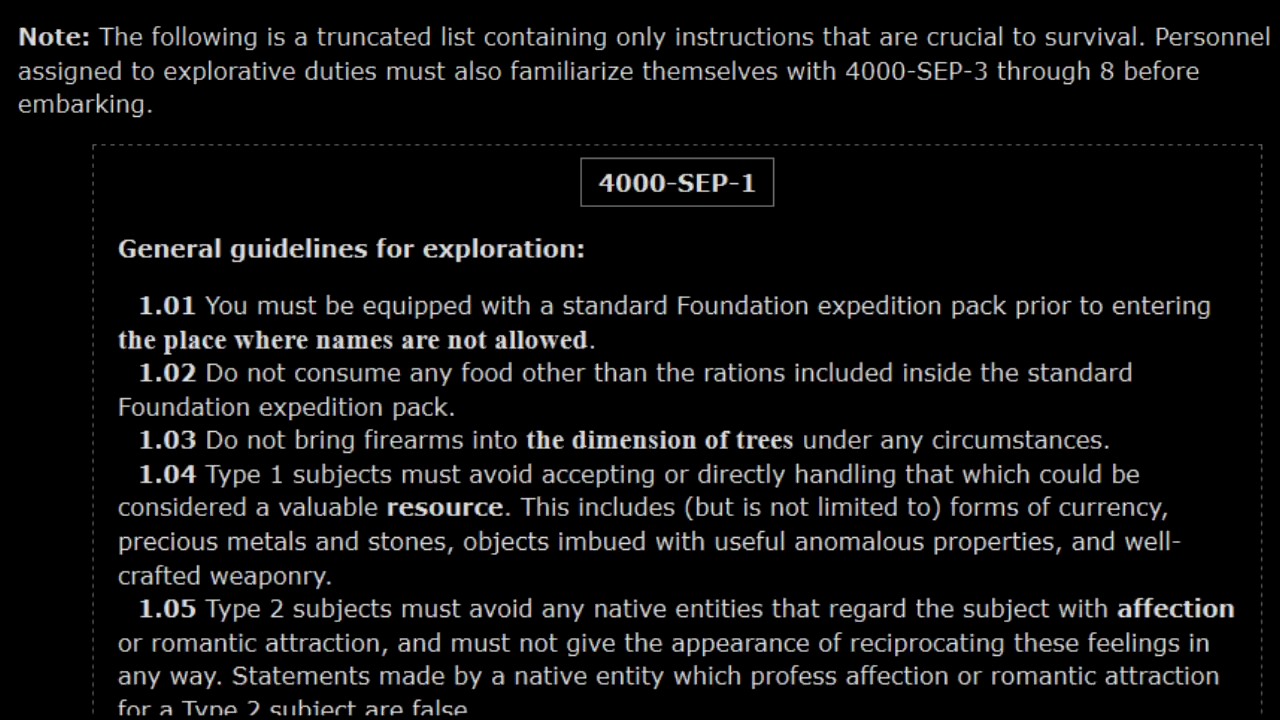 Note: The following is a truncated list containing only instructions that are crucial to survival. Personnel
assigned to explorative duties must also familiarize themselves with 4000-SEP-3 through 8 before
embarking.
4000-SEP-1
General guidelines for exploration:
1.01 You must be equipped with a standard Foundation expedition pack prior to entering
the place where names are not allowed.
1.02 Do not consume any food other than the rations included inside the standard
Foundation expedition pack.
1.03 Do not bring firearms into the dimension of trees under any circumstances.
1.04 Type 1 subjects must avoid accepting or directly handling that which could be
considered a valuable resource. This includes (but is not limited to) forms of currency,
precious metals and stones, objects imbued with useful anomalous properties, and well-
crafted weaponry.
1.05 Type 2 subjects must avoid any native entities that regard the subject with affection
or romantic attraction, and must not give the appearance of reciprocating these feelings in
any way. Statements made by a native entity which profess affection or romantic attraction
for a Type 2 subject are false